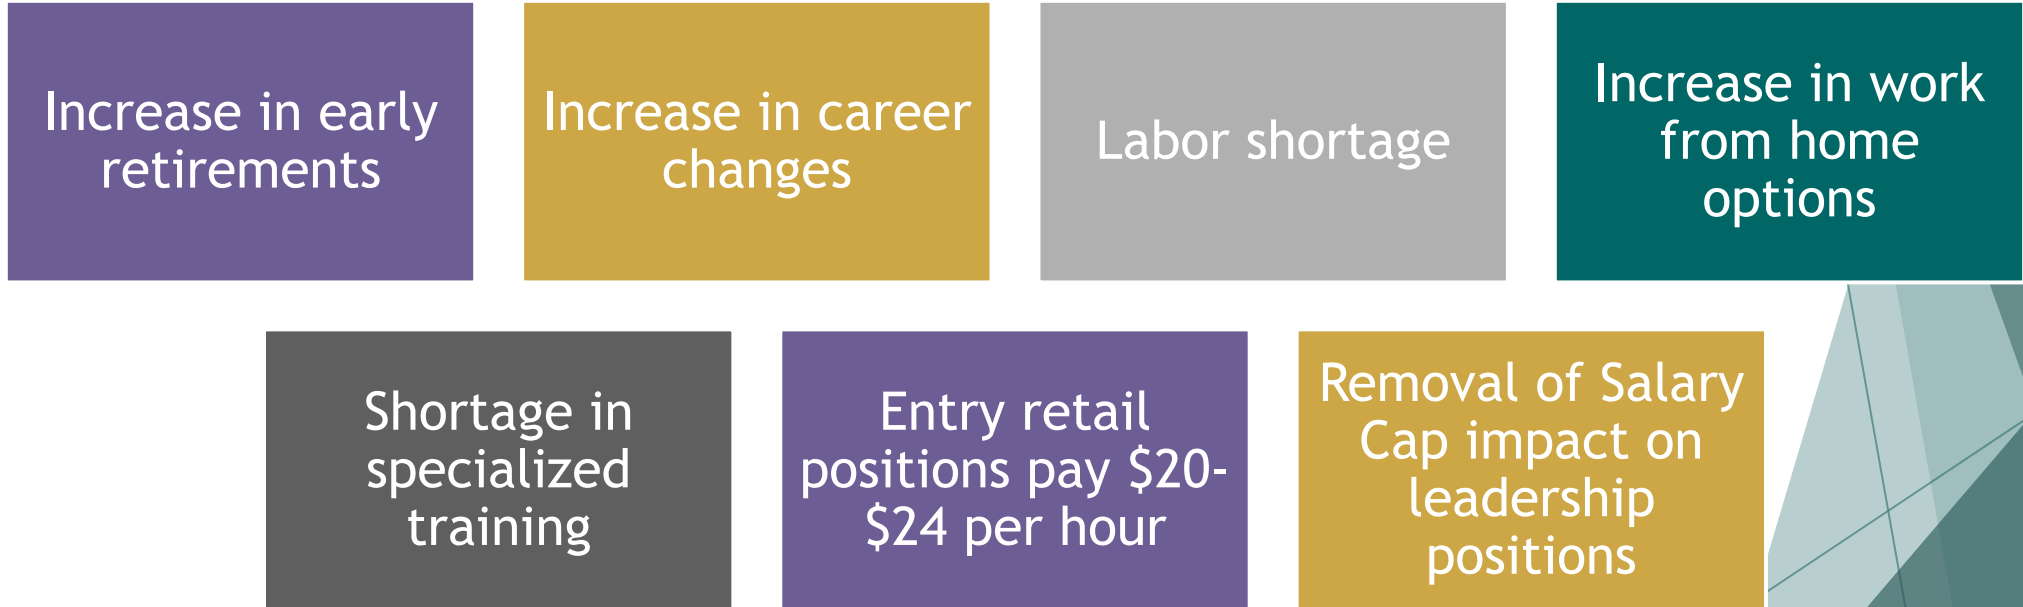 Increase in early
retirements
Increase in career
changes
Labor shortage
Increase in work
from home
options
Shortage in
specialized
training
Entry retail
positions pay $20-
$24 per hour
Removal of Salary
Cap impact on
leadership
positions